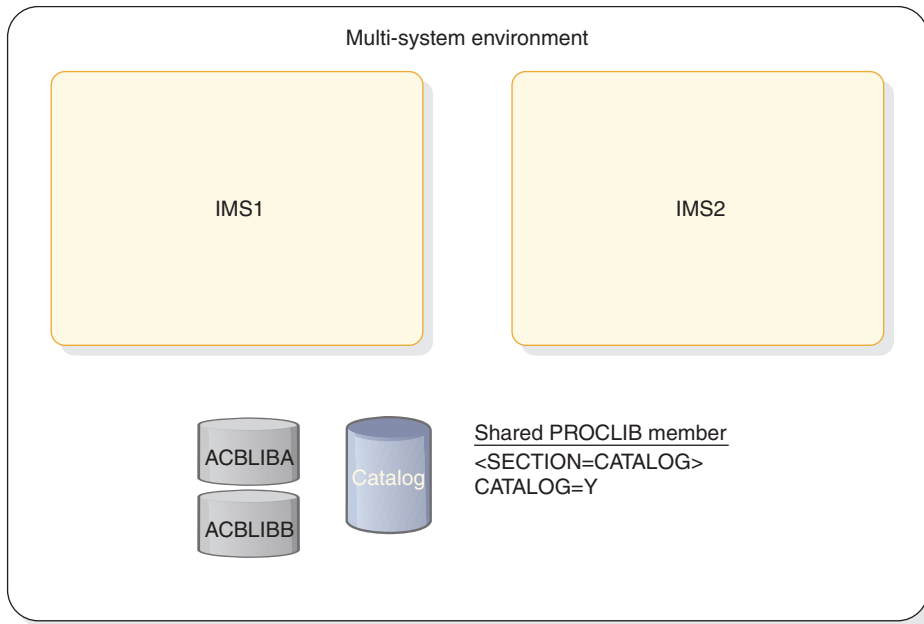 Multi-system environment
IMS1
IMS2
ACBLIBA
ACBLIBB
Catalog
Shared PROCLIB member
<SECTION=CATALOG>
CATALOG=Y